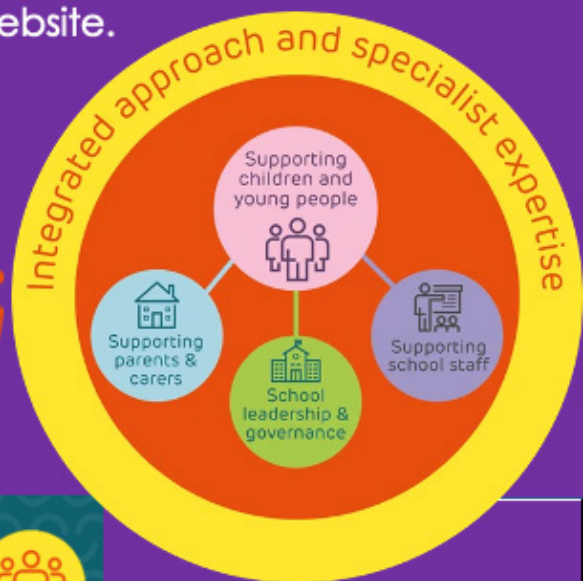 ebsite.
Integrated approach and specialist expertise
Supporting
children and
young people
Supporting
parents &
carers
School
leadership &
governance
Supporting
school staff